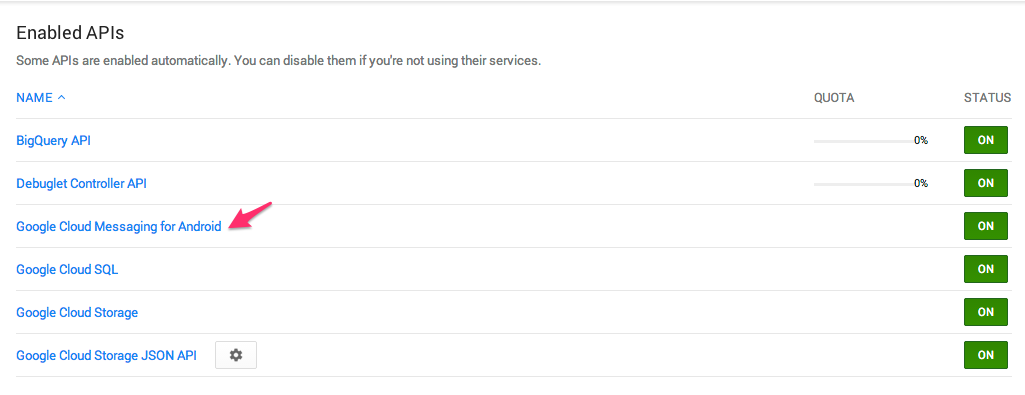 Enabled APIs
Some APIs are enabled automatically. You can disable them if you're not using their services.
NAME QUOTA STATUS
BigQuery API 0% ON
Debuglet Controller API 0% ON
Google Cloud Messaging for Android ON
Google Cloud SQL ON
Google Cloud Storage ON
Google Cloud Storage JSON API ON